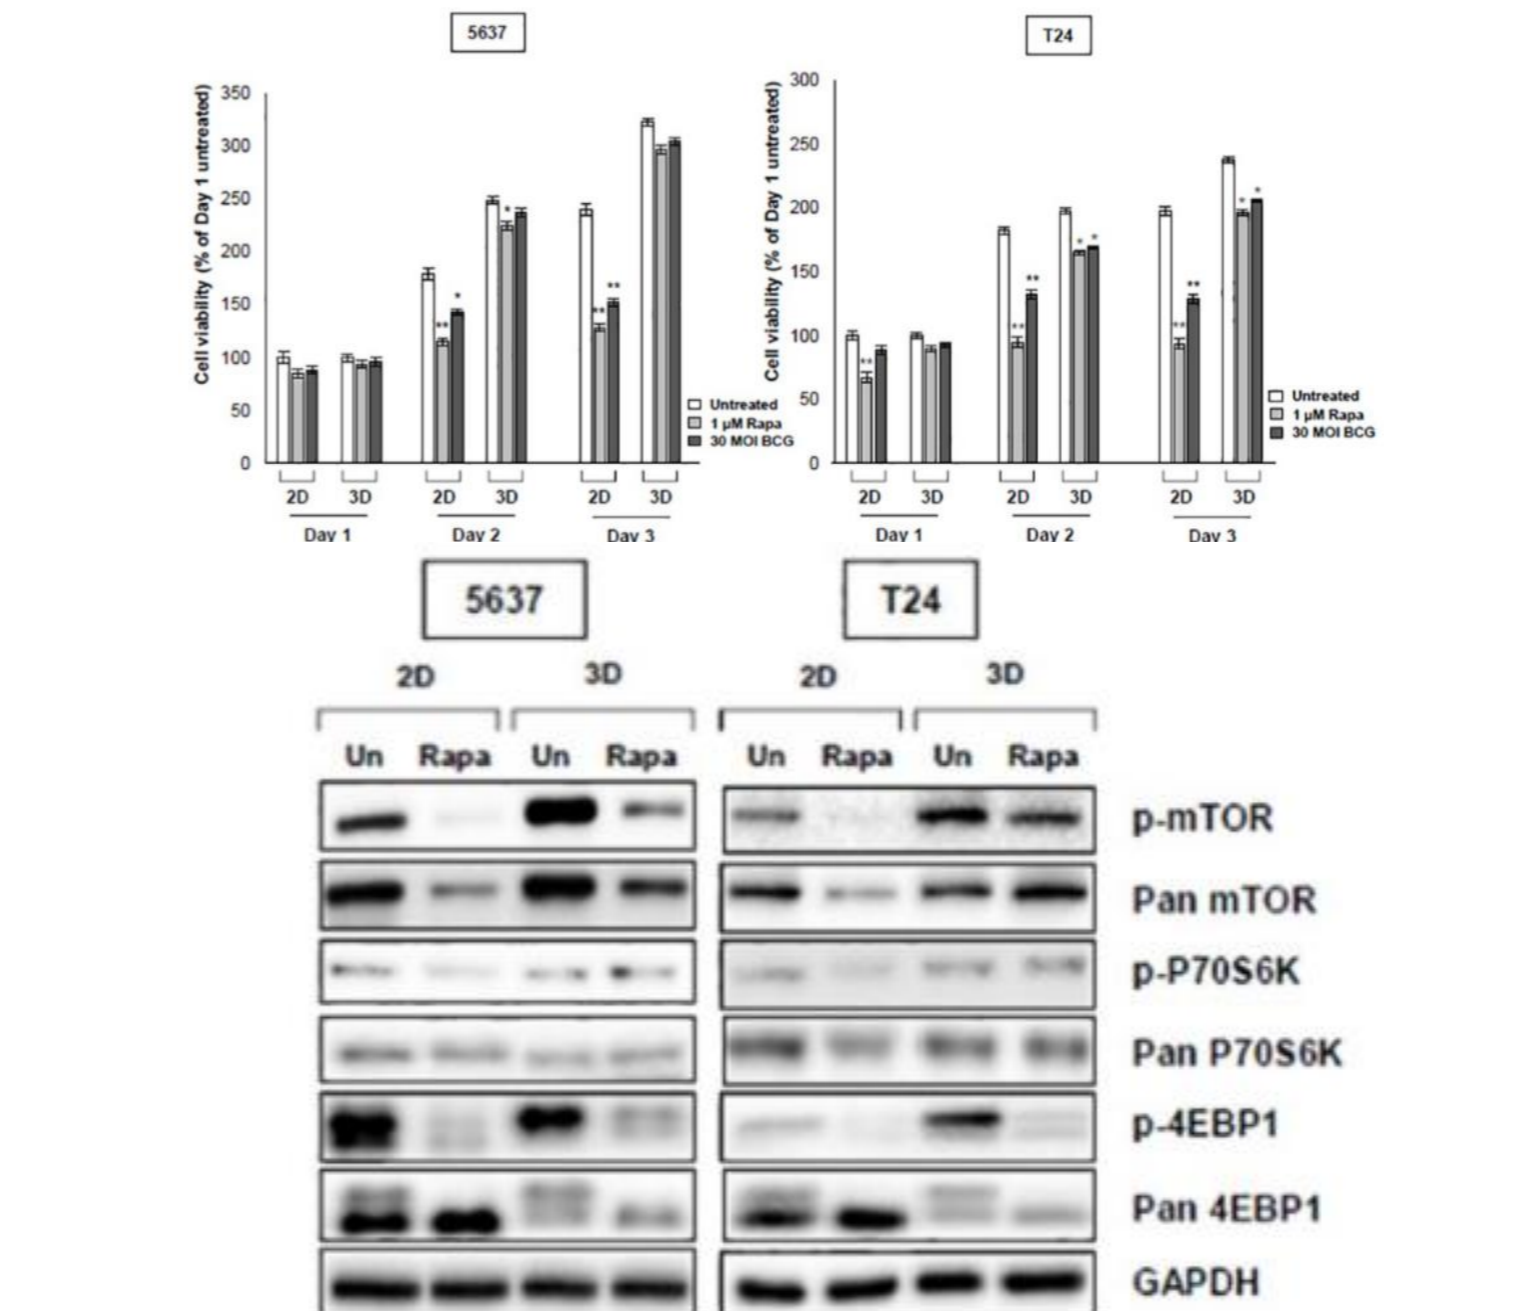 5637
Cell viability (% of Day 1 untreated)
350
300
250
200
150
100
50
0
** * * ** **
Untreated
1 µM Rapa
30 MOI BCG
2D 3D 2D 3D 2D 3D
Day 1 Day 2 Day 3
T24
Cell viability (% of Day 1 untreated)
300
250
200
150
100
50
0
** ** ** * * ** ** * *
Untreated
1 µM Rapa
30 MOI BCG
2D 3D 2D 3D 2D 3D
Day 1 Day 2 Day 3
5637 T24
2D 3D 2D 3D
Un Rapa Un Rapa Un Rapa Un Rapa
p-mTOR
Pan mTOR
p-P70S6K
Pan P70S6K
p-4EBP1
Pan 4EBP1
GAPDH